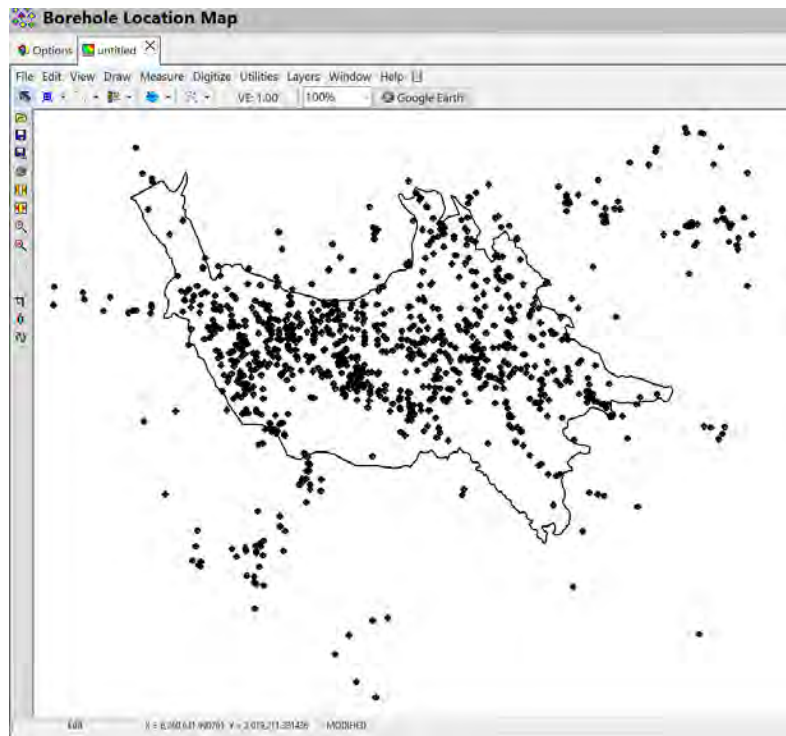 Borehole Location Map
Options untitled
File Edit View Draw Measure Digitize Utilities Layers Window Help
VE: 1.00 100% Google Earth
Edit MODIFIED